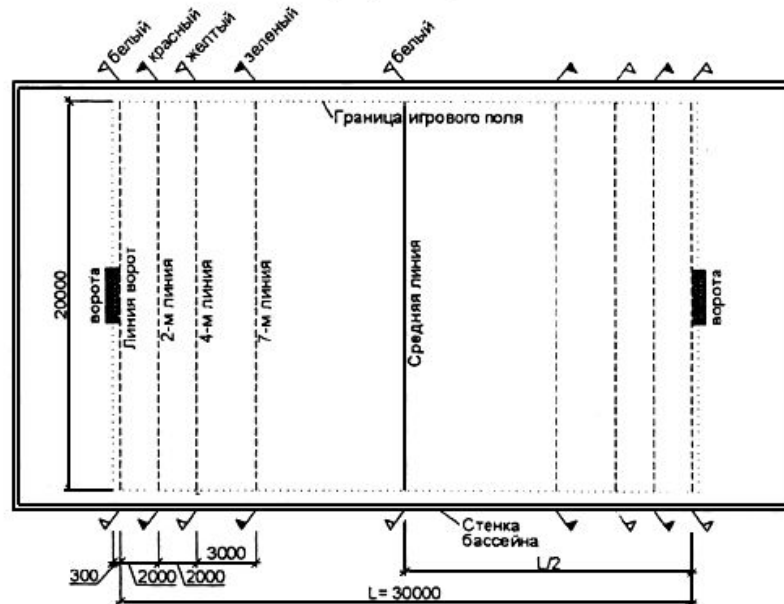 белый
красный
желтый
зеленый
белый
Граница игрового поля
20000
ворота
Линия ворот
2-м линия
4-м линия
7-м линия
Средняя линия
ворота
Стенка
бассейна
300
2000
2000
3000
L/2
L= 30000